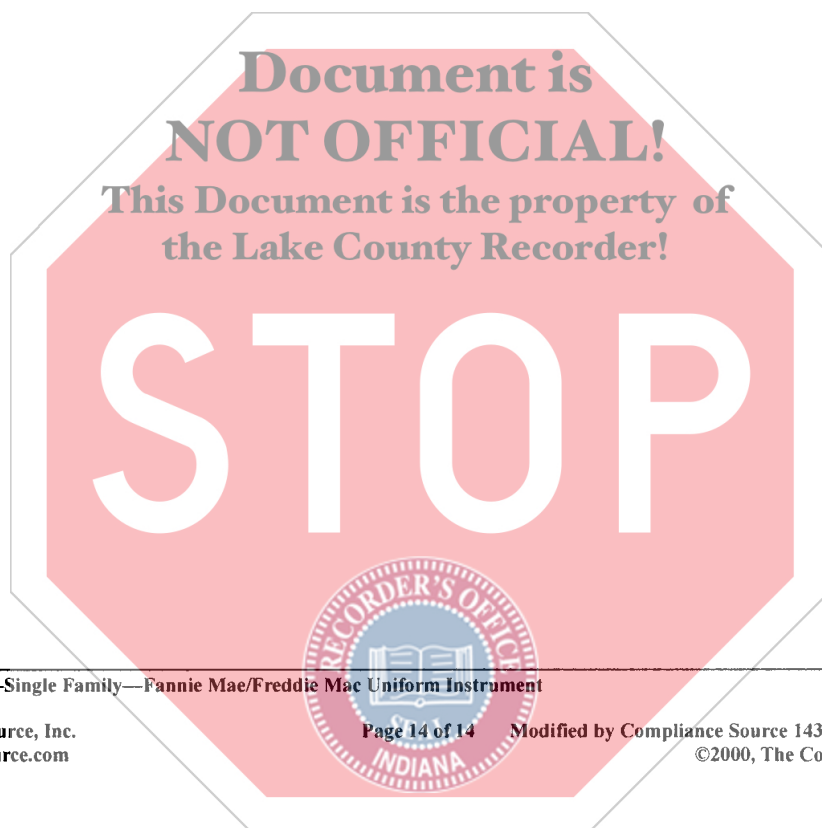 Document is
NOT OFFICIAL!
This Document is the property of
the Lake County Recorder!
STOP
RECORDER'S OFFICE
SEAL
INDIANA
-Single Family—Fannie Mae/Freddie Mac Uniform Instrument
urce, Inc. Page 14 of 14 Modified by Compliance Source 143
rce.com ©2000, The Co